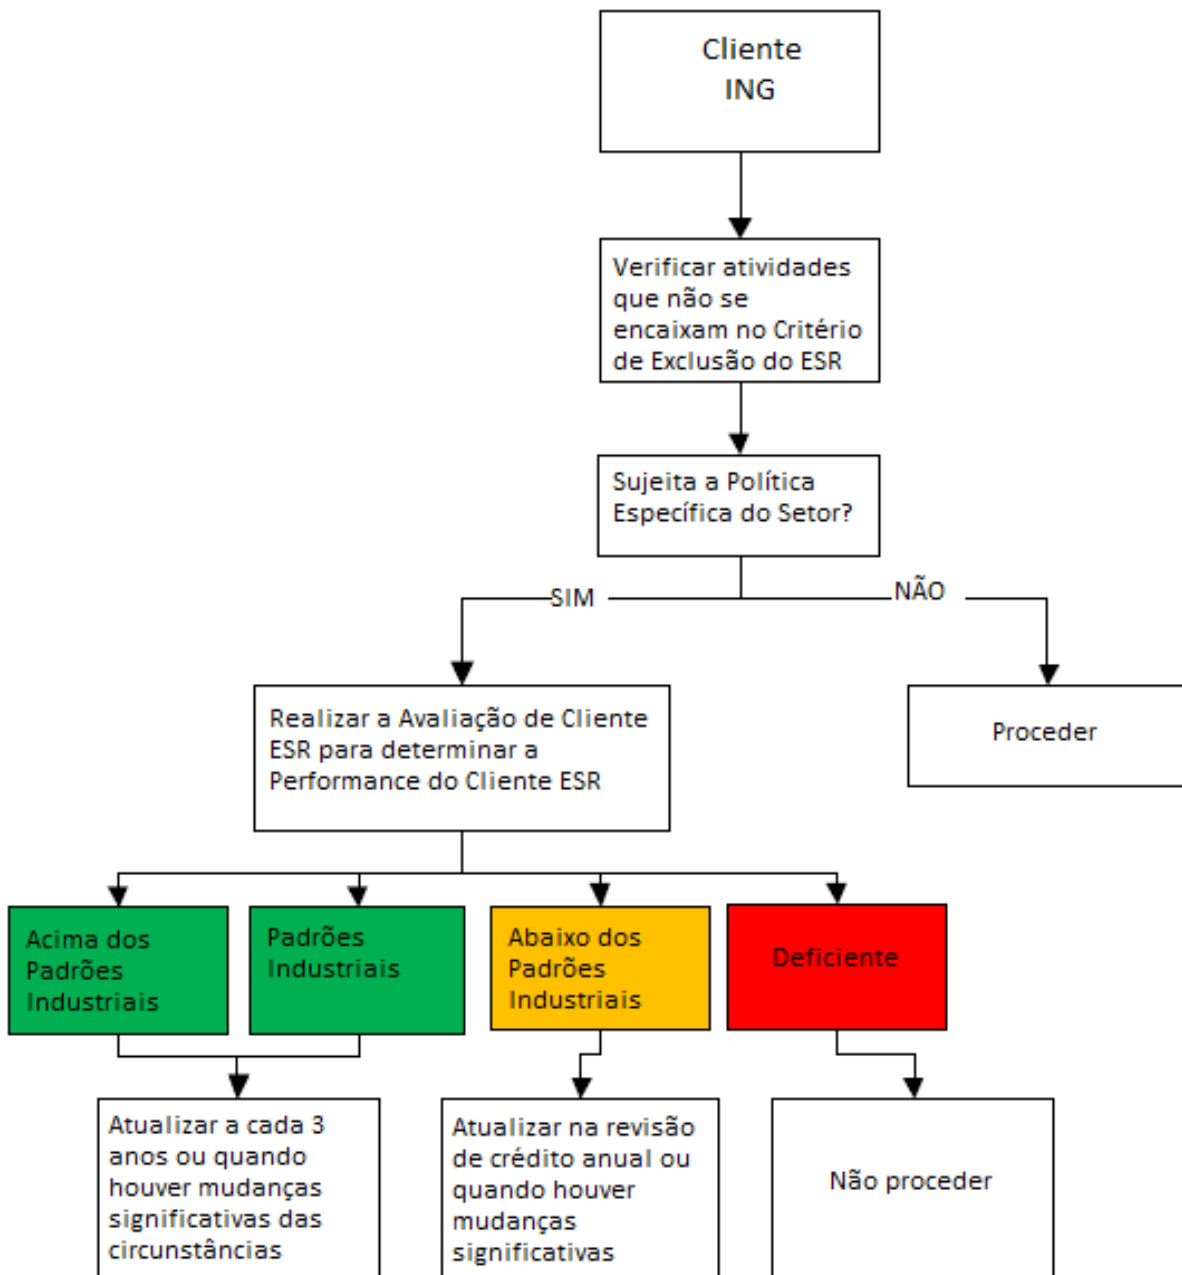 Cliente
ING
Verificar atividades
que não se
encaixam no Critério
de Exclusão do ESR
Sujeita a Política
Específica do Setor?
SIM
NÃO
Realizar a Avaliação de Cliente
ESR para determinar a
Performance do Cliente ESR
Proceder
Acima dos
Padrões
Industriais
Padrões
Industriais
Abaixo dos
Padrões
Industriais
Deficiente
Atualizar a cada 3
anos ou quando
houver mudanças
significativas das
circunstâncias
Atualizar na revisão
de crédito anual ou
quando houver
mudanças
significativas
Não proceder